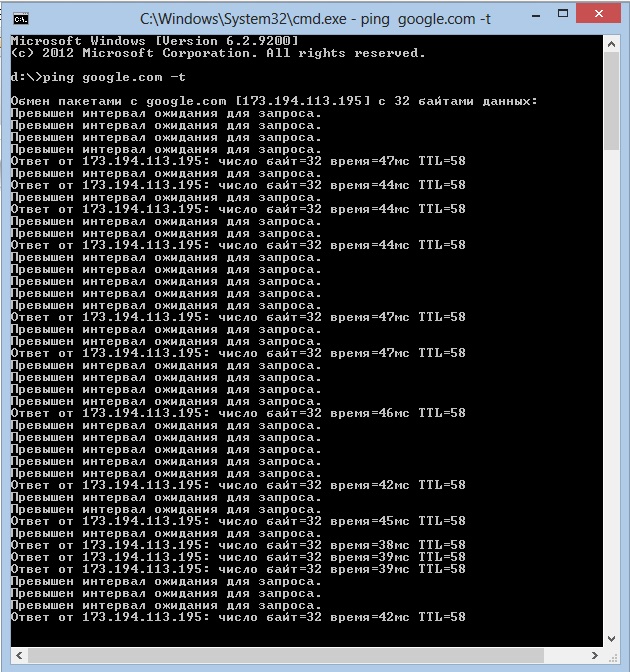 C:\Windows\System32\cmd.exe - ping google.com -t
Microsoft Windows [Version 6.2.9200]
(c) 2012 Microsoft Corporation. All rights reserved.
d:\>ping google.com -t
Обмен пакетами с google.com [173.194.113.195] с 32 байтами данных:
Превышен интервал ожидания для запроса.
Превышен интервал ожидания для запроса.
Превышен интервал ожидания для запроса.
Превышен интервал ожидания для запроса.
Ответ от 173.194.113.195: число байт=32 время=47мс TTL=58
Превышен интервал ожидания для запроса.
Ответ от 173.194.113.195: число байт=32 время=44мс TTL=58
Превышен интервал ожидания для запроса.
Ответ от 173.194.113.195: число байт=32 время=44мс TTL=58
Превышен интервал ожидания для запроса.
Превышен интервал ожидания для запроса.
Ответ от 173.194.113.195: число байт=32 время=44мс TTL=58
Превышен интервал ожидания для запроса.
Превышен интервал ожидания для запроса.
Превышен интервал ожидания для запроса.
Превышен интервал ожидания для запроса.
Превышен интервал ожидания для запроса.
Ответ от 173.194.113.195: число байт=32 время=47мс TTL=58
Превышен интервал ожидания для запроса.
Превышен интервал ожидания для запроса.
Ответ от 173.194.113.195: число байт=32 время=47мс TTL=58
Превышен интервал ожидания для запроса.
Превышен интервал ожидания для запроса.
Превышен интервал ожидания для запроса.
Превышен интервал ожидания для запроса.
Ответ от 173.194.113.195: число байт=32 время=46мс TTL=58
Превышен интервал ожидания для запроса.
Превышен интервал ожидания для запроса.
Превышен интервал ожидания для запроса.
Превышен интервал ожидания для запроса.
Превышен интервал ожидания для запроса.
Ответ от 173.194.113.195: число байт=32 время=42мс TTL=58
Превышен интервал ожидания для запроса.
Превышен интервал ожидания для запроса.
Ответ от 173.194.113.195: число байт=32 время=45мс TTL=58
Превышен интервал ожидания для запроса.
Ответ от 173.194.113.195: число байт=32 время=38мс TTL=58
Ответ от 173.194.113.195: число байт=32 время=39мс TTL=58
Ответ от 173.194.113.195: число байт=32 время=39мс TTL=58
Превышен интервал ожидания для запроса.
Превышен интервал ожидания для запроса.
Превышен интервал ожидания для запроса.
Ответ от 173.194.113.195: число байт=32 время=42мс TTL=58